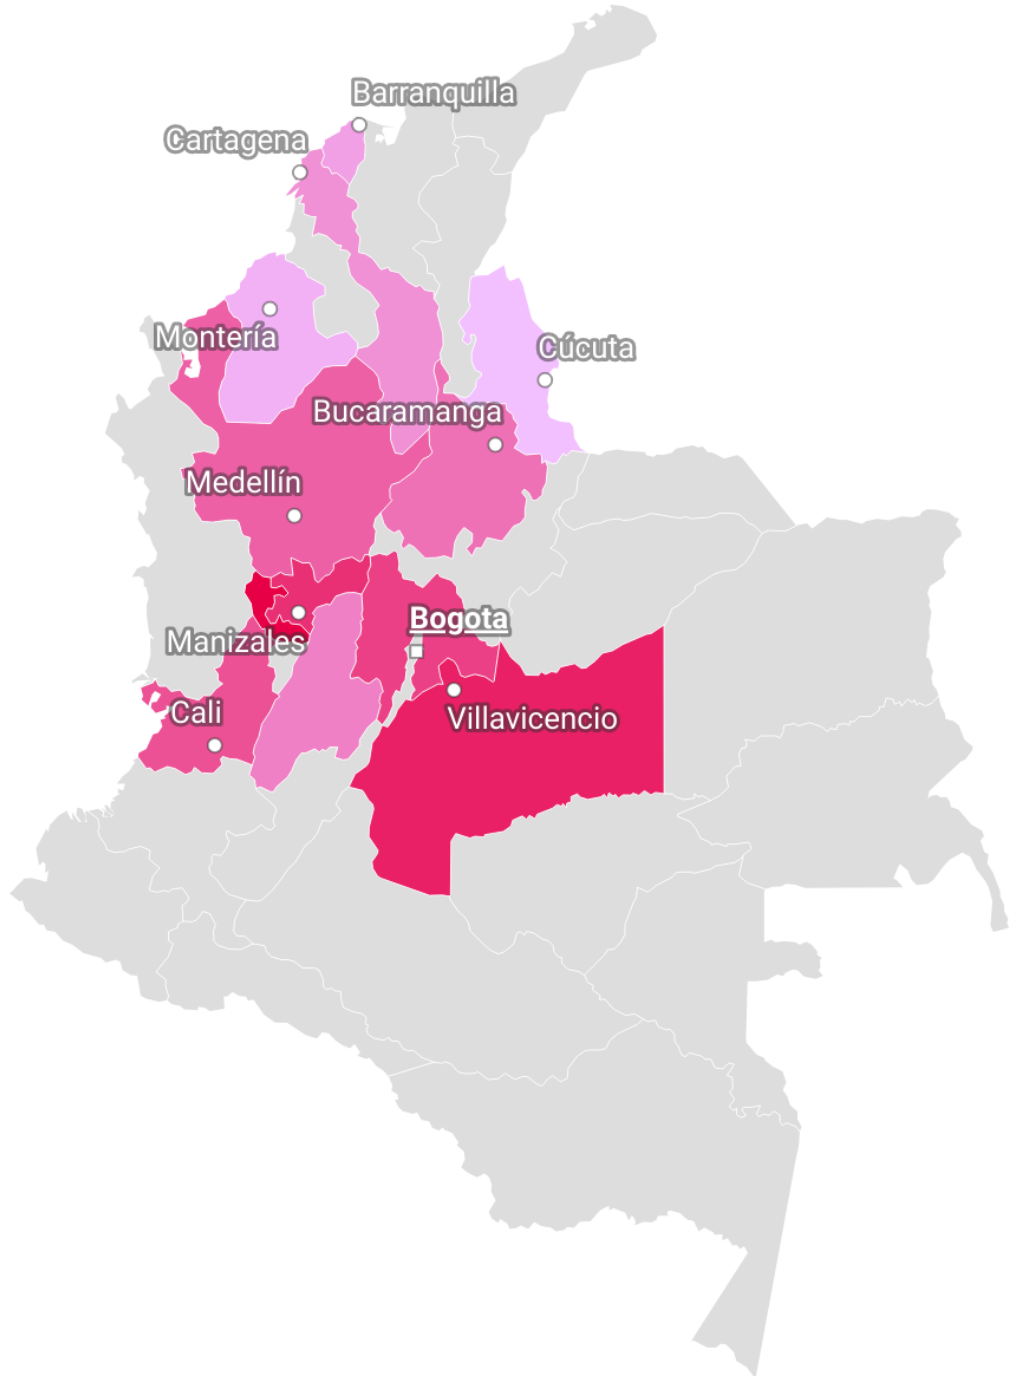 Barranquilla
Cartagena
Montería
Cúcuta
Bucaramanga
Medellín
Bogota
Manizales
Cali
Villavicencio